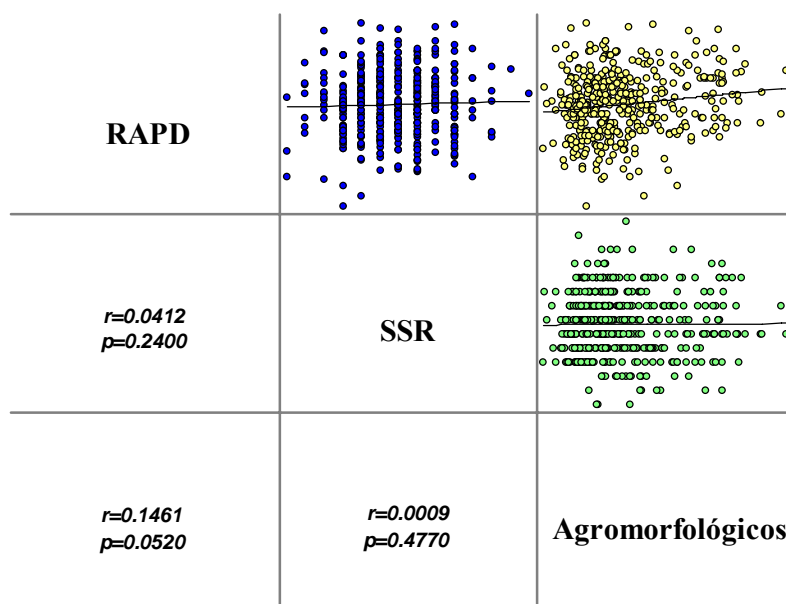 RAPD
r=0.0412
p=0.2400
SSR
r=0.1461
p=0.0520
r=0.0009
p=0.4770
Agromorfológicos